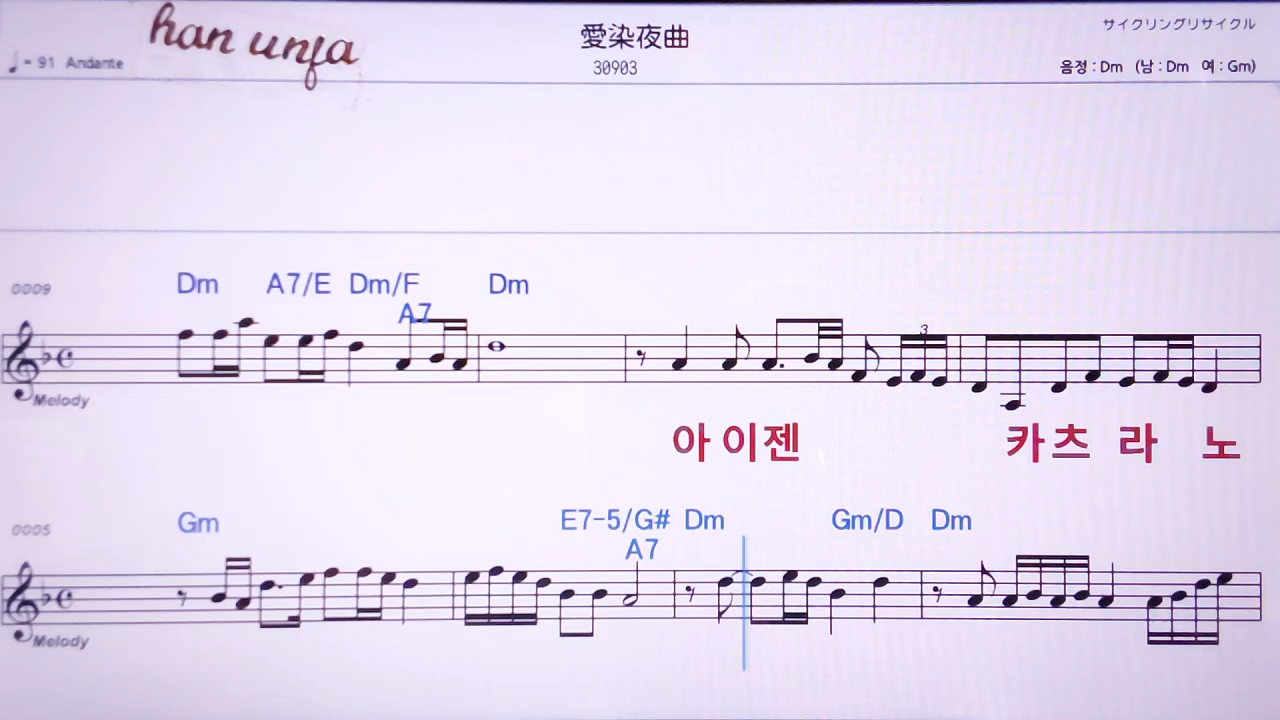 han unfa
愛染夜曲
サイクリングリサイクル
♩ = 91 Andante
30903
음정 : Dm (남 : Dm 여 : Gm)
0009
Dm A7/E Dm/F Dm
A7
3
Melody
아 이 젠 카 츠 라 노
0005
Gm E7-5/G# Dm Gm/D Dm
A7
Melody